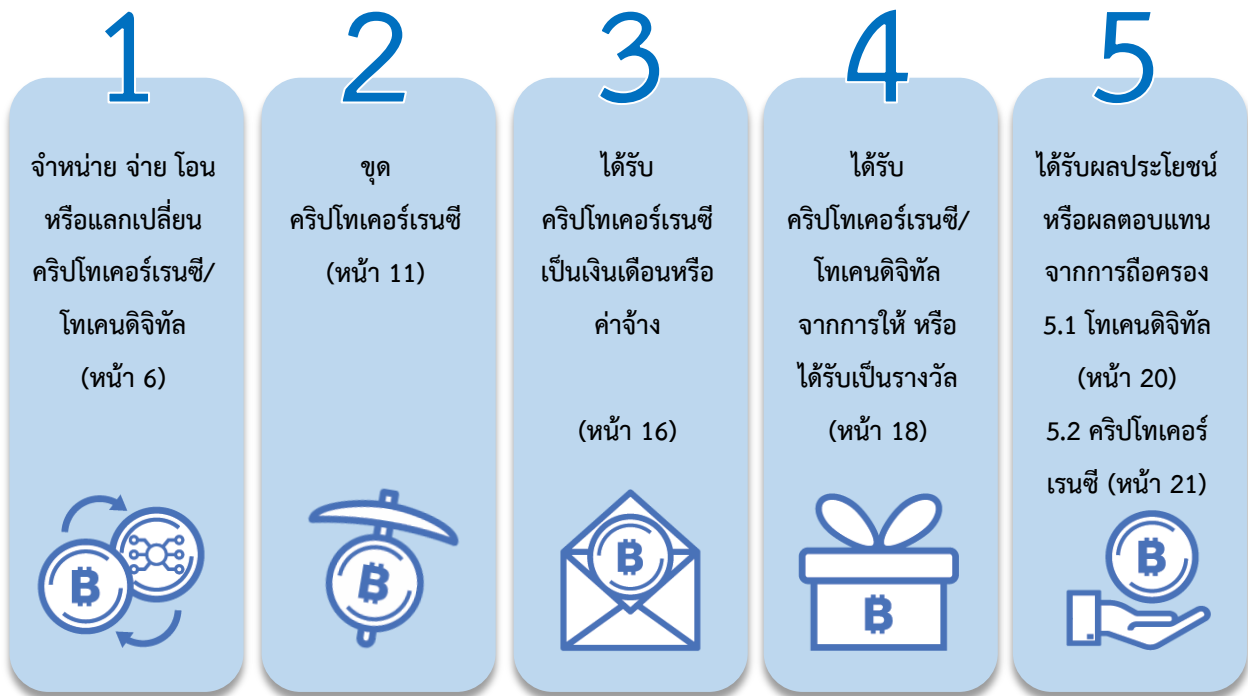 1
จำหน่าย จ่าย โอน
หรือแลกเปลี่ยน
คริปโทเคอร์เรนซี/
โทเคนดิจิทัล
(หน้า 6)
2
ขุด
คริปโทเคอร์เรนซี
(หน้า 11)
3
ได้รับ
คริปโทเคอร์เรนซี
เป็นเงินเดือนหรือ
ค่าจ้าง
(หน้า 16)
4
ได้รับ
คริปโทเคอร์เรนซี/
โทเคนดิจิทัล
จากการให้ หรือ
ได้รับเป็นรางวัล
(หน้า 18)
5
ได้รับผลประโยชน์
หรือผลตอบแทน
จากการถือครอง
5.1 โทเคนดิจิทัล
(หน้า 20)
5.2 คริปโทเคอร์
เรนซี (หน้า 21)